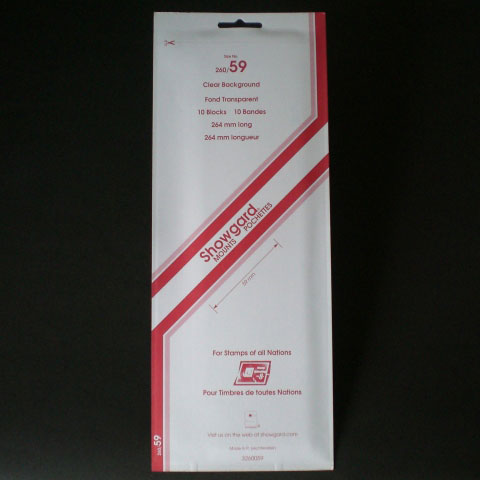 Size No.
260/59
Clear Background
Fond Transparent
10 Blocks 10 Bandes
264 mm long
264 mm longueur
Showgard
MOUNTS POCHETTES
59 mm
For Stamps of all Nations
Pour Timbres de toutes Nations
Visit us on the web at showgard.com
260/59